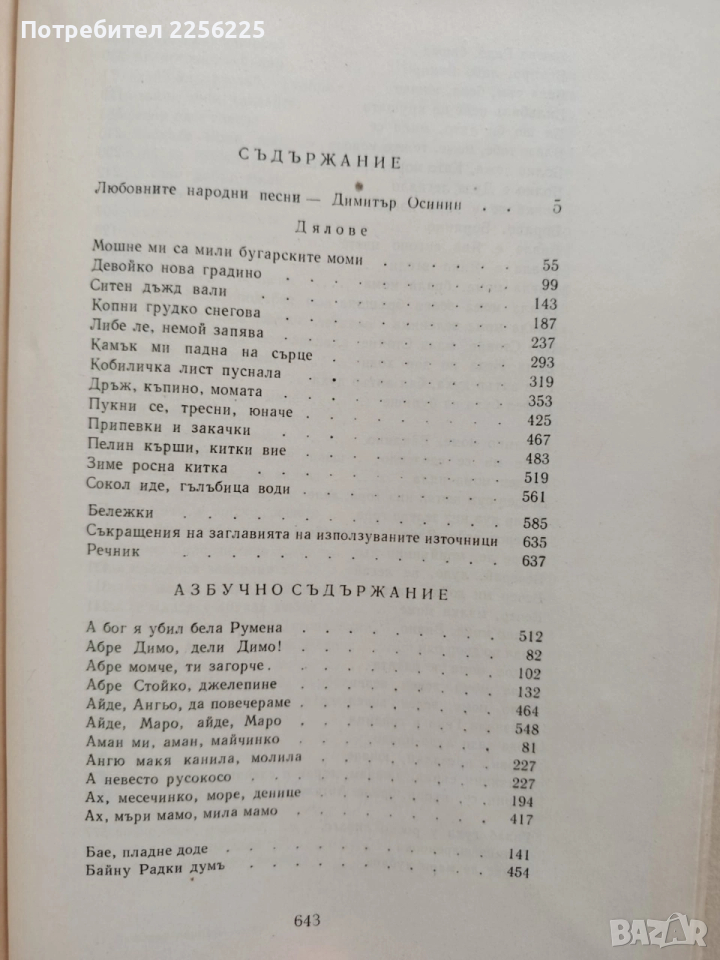 Потребител 2256225
СЪДЪРЖАНИЕ
Любовните народни песни — Димитър Осинин . . 5
Дялове
Мошне ми са мили бугарските моми . . . . . 55
Девойко нова градино . . . . . . . . 99
Ситен дъжд вали . . . . . . . . . 143
Копни грудко снегова . . . . . . . . 187
Либе ле, немой запява . . . . . . . . 237
Камък ми падна на сърце . . . . . . . 293
Кобиличка лист пуснала . . . . . . . 319
Дръж, къпино, момата . . . . . . . . 353
Пукни се, тресни, юначе . . . . . . . 425
Припевки и закачки . . . . . . . . 467
Пелин кърши, китки вие . . . . . . . 483
Зиме росна китка . . . . . . . . . 519
Сокол иде, гълъбица води . . . . . . . 561
Бележки . . . . . . . . . . . 585
Съкращения на заглавията на използуваните източници 635
Речник . . . . . . . . . . . 637
АЗБУЧНО СЪДЪРЖАНИЕ
А бог я убил бела Румена . . . . . . . 512
Абре Димо, дели Димо! . . . . . . . . 82
Абре момче, ти загорче . . . . . . . . 102
Абре Стойко, джелепине . . . . . . . . 132
Айде, Ангьо, да повечераме . . . . . . . 464
Айде, Маро, айде, Маро . . . . . . . . 548
Аман ми, аман, майчинко . . . . . . . . 81
Ангю макя канила, молила . . . . . . . 227
А невесто русокосо . . . . . . . . . 227
Ах, месечинко, море, денице . . . . . . . 194
Ах, мъри мамо, мила мамо . . . . . . . 417
Бае, пладне доде . . . . . . . . . 141
Байну Радки думъ . . . . . . . . . 454
643
BAZAR